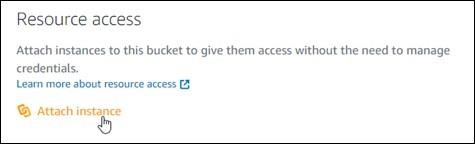 Resource access
Attach instances to this bucket to give them access without the need to manage
credentials.
Learn more about resource access
Attach instance